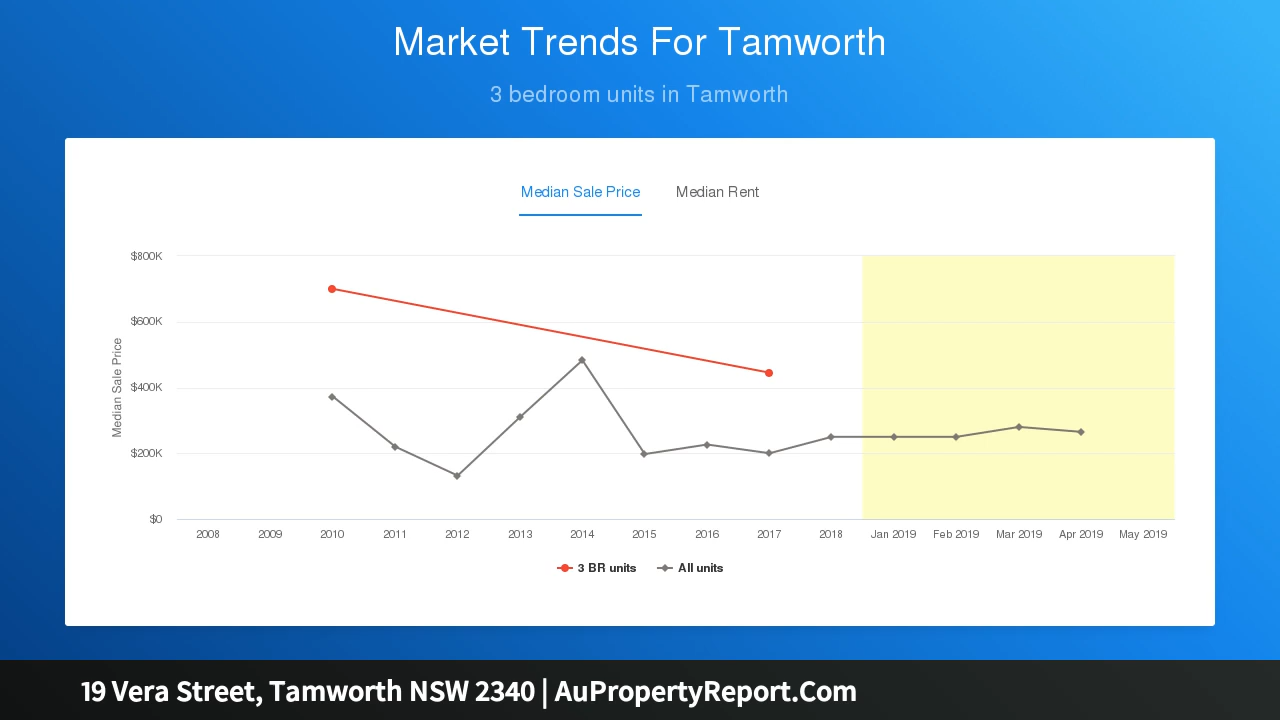 Market Trends For Tamworth
3 bedroom units in Tamworth
Median Sale Price Median Rent
$800K
$600K
$400K
$200K
$0
Median Sale Price
2008 2009 2010 2011 2012 2013 2014 2015 2016 2017 2018 Jan 2019 Feb 2019 Mar 2019 Apr 2019 May 2019
3 BR units All units
19 Vera Street, Tamworth NSW 2340 | AuPropertyReport.Com